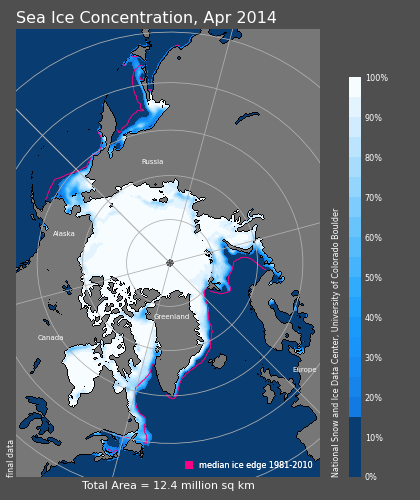 Sea Ice Concentration, Apr 2014
100%
90%
80%
70%
60%
50%
40%
30%
20%
10%
0%
Russia
Alaska
Canada
Greenland
Europe
National Snow and Ice Data Center, University of Colorado Boulder
final data
median ice edge 1981-2010
Total Area = 12.4 million sq km